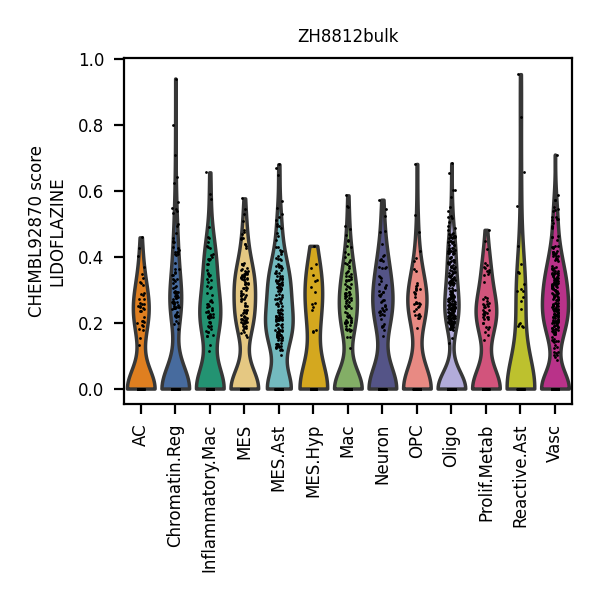 ZH8812bulk
CHEMBL92870 score
LIDOFLAZINE
1.0
0.8
0.6
0.4
0.2
0.0
AC
Chromatin.Reg
Inflammatory.Mac
MES
MES.Ast
MES.Hyp
Mac
Neuron
OPC
Oligo
Prolif.Metab
Reactive.Ast
Vasc